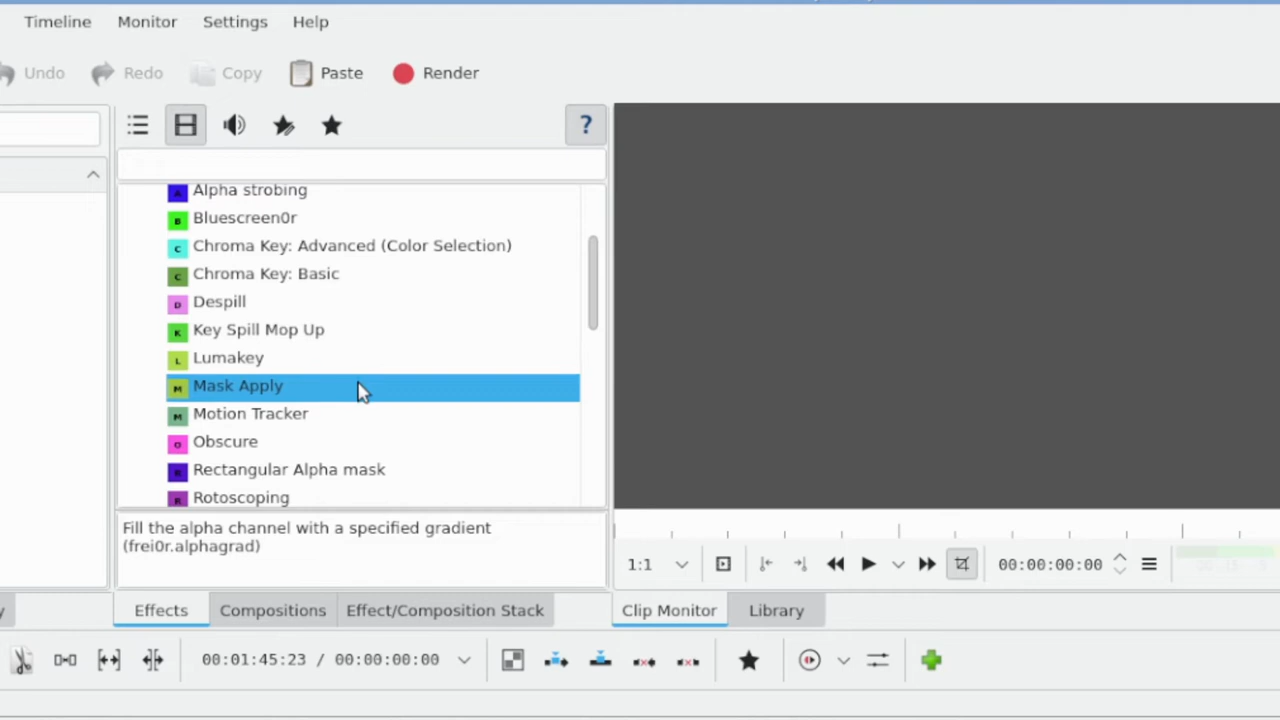 Timeline Monitor Settings Help
Undo Redo Copy Paste Render
?
A Alpha strobing
B Bluescreen0r
C Chroma Key: Advanced (Color Selection)
C Chroma Key: Basic
D Despill
K Key Spill Mop Up
L Lumakey
M Mask Apply
M Motion Tracker
O Obscure
R Rectangular Alpha mask
R Rotoscoping
Fill the alpha channel with a specified gradient
(frei0r.alphagrad)
1:1 00:00:00:00
y Effects Compositions Effect/Composition Stack Clip Monitor Library
00:01:45:23 / 00:00:00:00